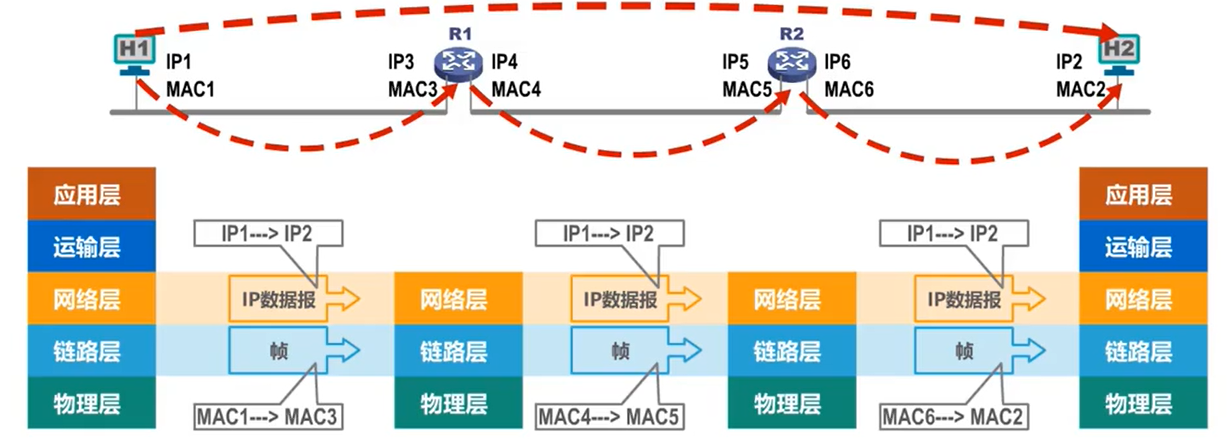 R1 R2
H1 IP1 IP3 IP4 IP5 IP6 IP2 H2
MAC1 MAC3 MAC4 MAC5 MAC6 MAC2
应用层 应用层
运输层 IP1---> IP2 IP1---> IP2 IP1---> IP2 运输层
网络层 IP数据报 网络层 IP数据报 网络层 IP数据报 网络层
链路层 帧 链路层 帧 链路层 帧 链路层
物理层 MAC1---> MAC3 物理层 MAC4---> MAC5 物理层 MAC6---> MAC2 物理层